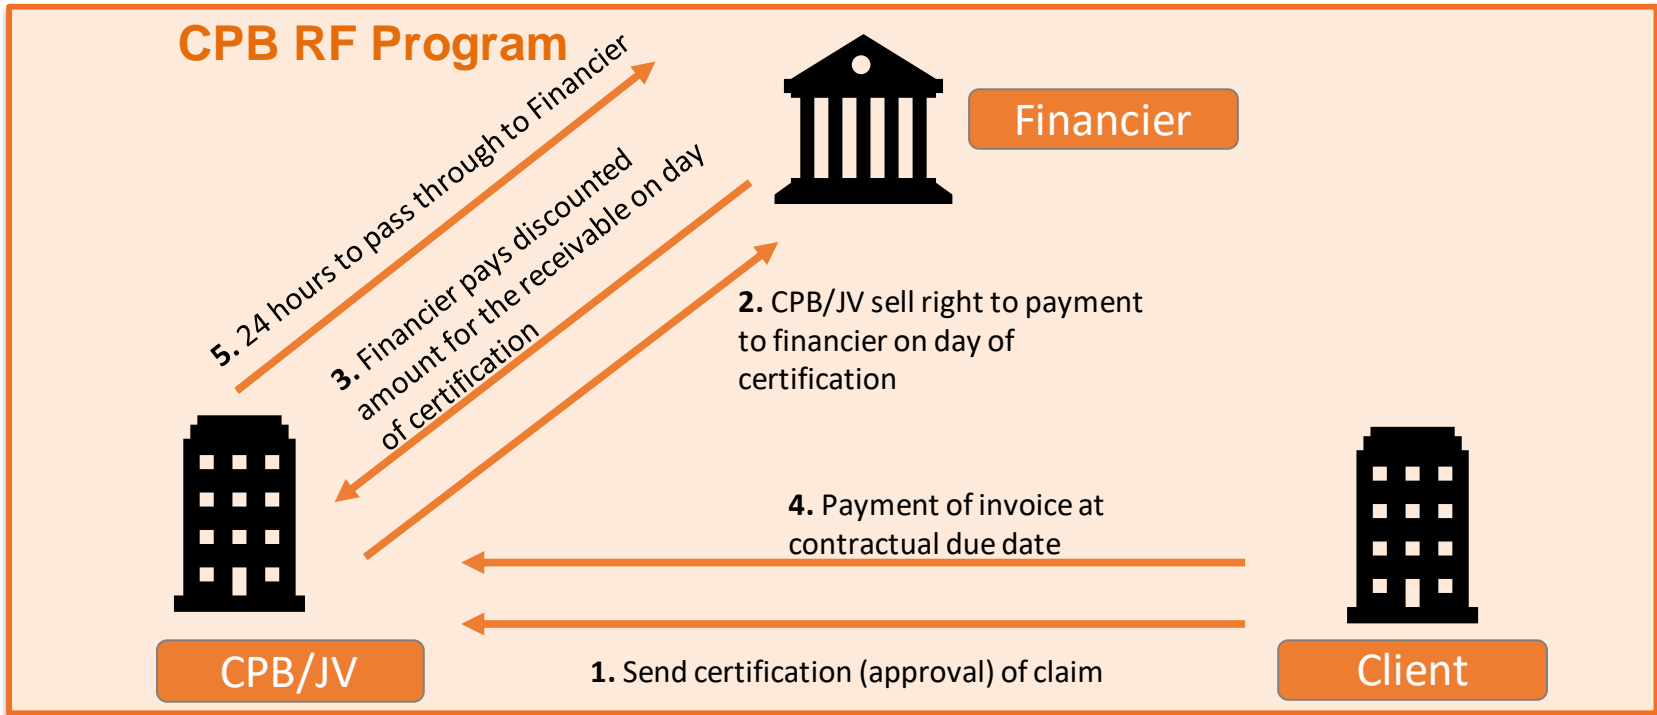 CPB RF Program
Financier
5. 24 hours to pass through to Financier
3. Financier pays discounted
amount for the receivable on day
of certification
2. CPB/JV sell right to payment
to financier on day of
certification
4. Payment of invoice at
contractual due date
1. Send certification (approval) of claim
CPB/JV
Client